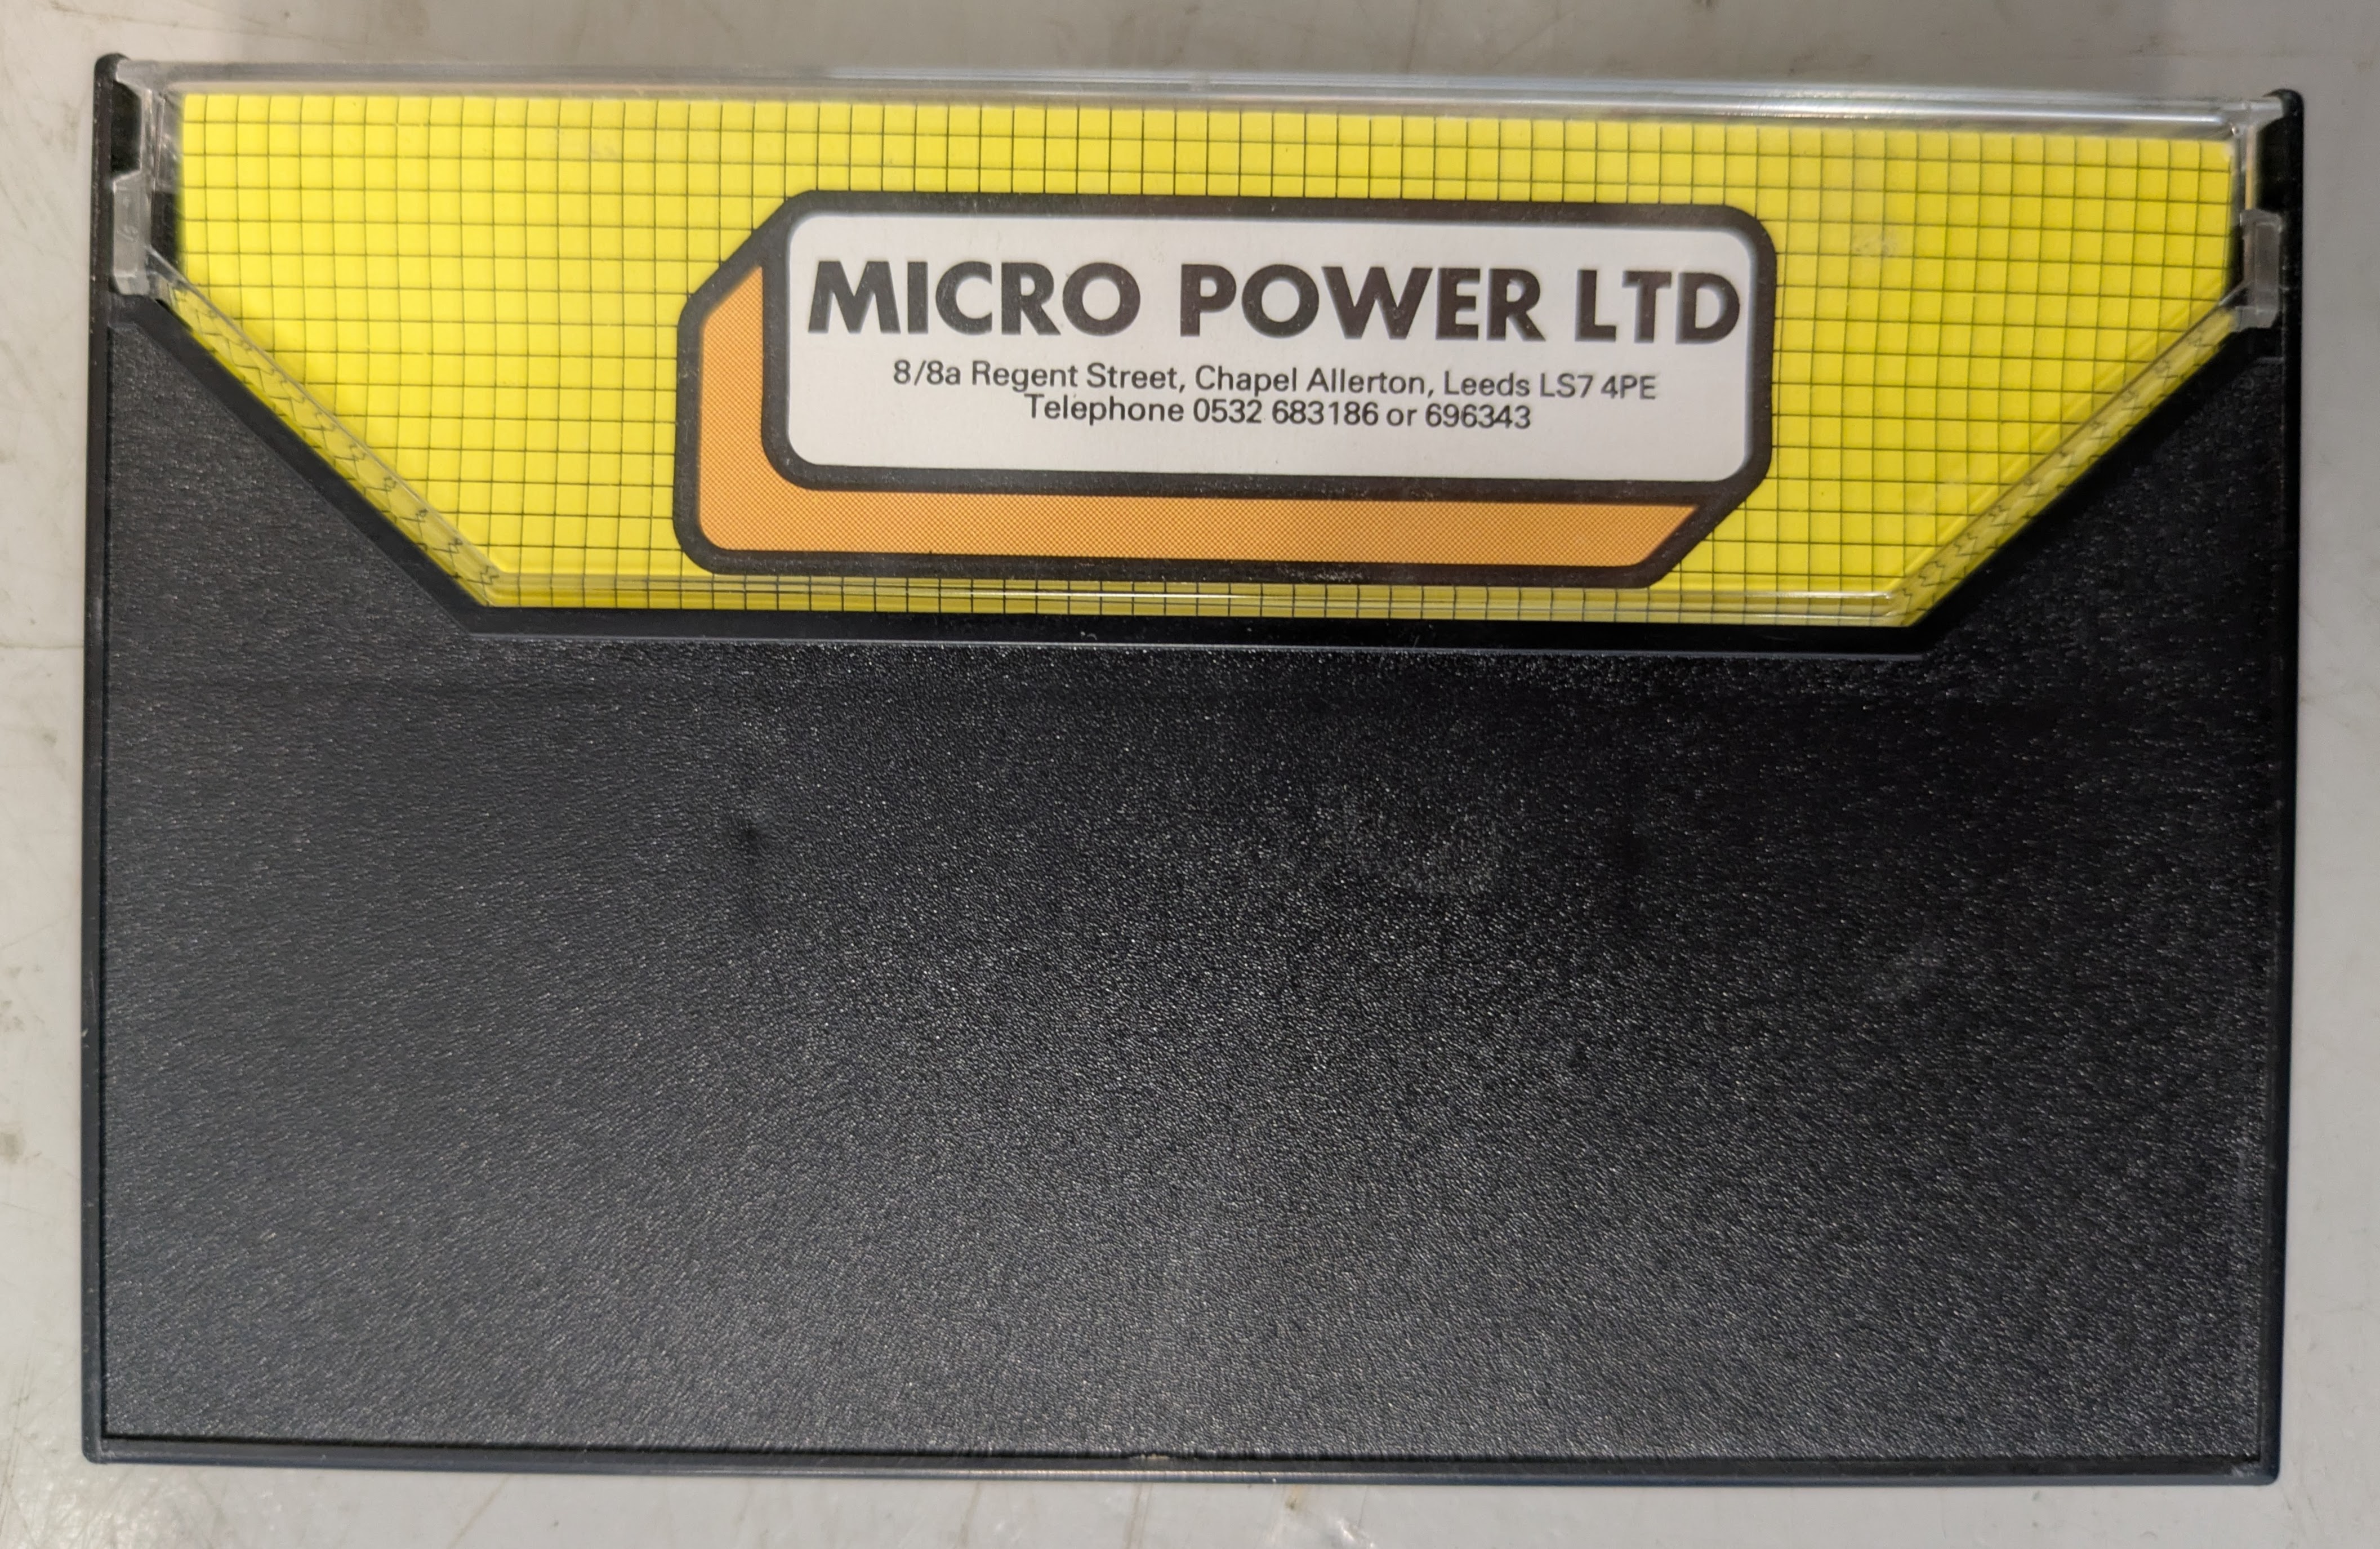 MICRO POWER LTD
8/8a Regent Street, Chapel Allerton, Leeds LS7 4PE
Telephone 0532 683186 or 696343